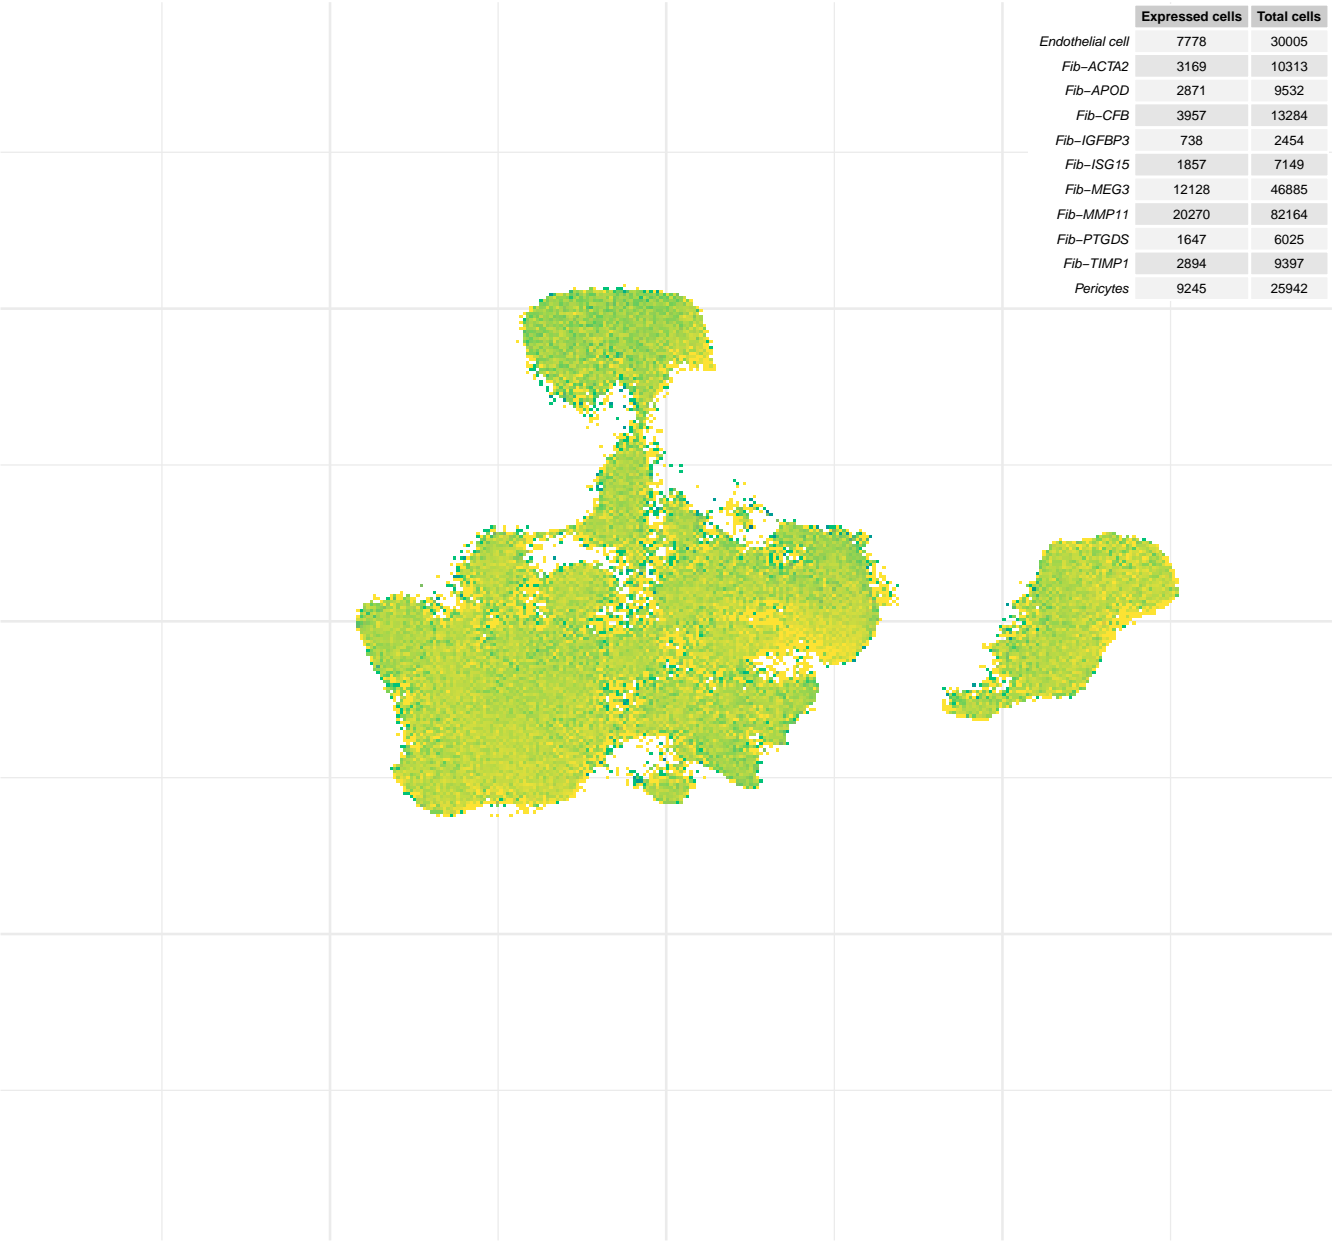 Expressed cells Total cells
Endothelial cell 7778 30005
Fib−ACTA2 3169 10313
Fib−APOD 2871 9532
Fib−CFB 3957 13284
Fib−IGFBP3 738 2454
Fib−ISG15 1857 7149
Fib−MEG3 12128 46885
Fib−MMP11 20270 82164
Fib−PTGDS 1647 6025
Fib−TIMP1 2894 9397
Pericytes 9245 25942